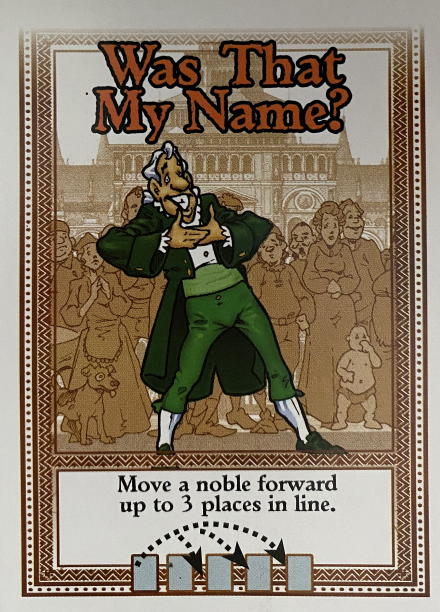 Was That
My Name?
Move a noble forward
up to 3 places in line.